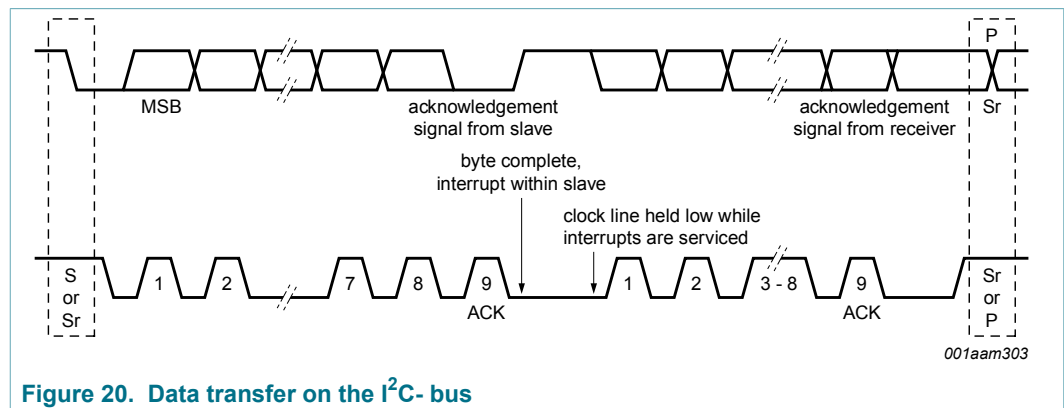 P
MSB
acknowledgement
signal from slave
acknowledgement
signal from receiver
Sr
byte complete,
interrupt within slave
clock line held low while
interrupts are serviced
S
or
Sr
1 2 7 8 9 1 2 3 - 8 9
ACK ACK
Sr
or
P
001aam303
Figure 20. Data transfer on the I²C- bus